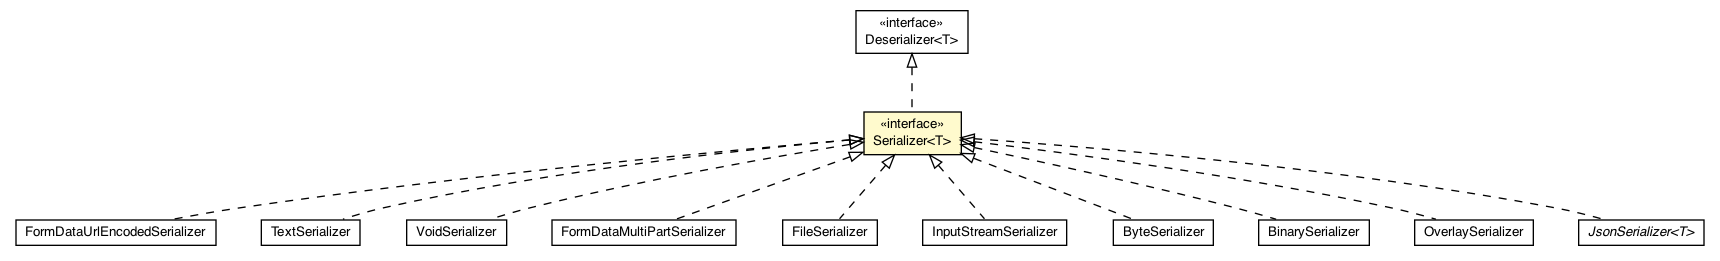 «interface»
Deserializer<T>
«interface»
Serializer<T>
FormDataUrlEncodedSerializer
TextSerializer
VoidSerializer
FormDataMultiPartSerializer
FileSerializer
InputStreamSerializer
ByteSerializer
BinarySerializer
OverlaySerializer
JsonSerializer<T>